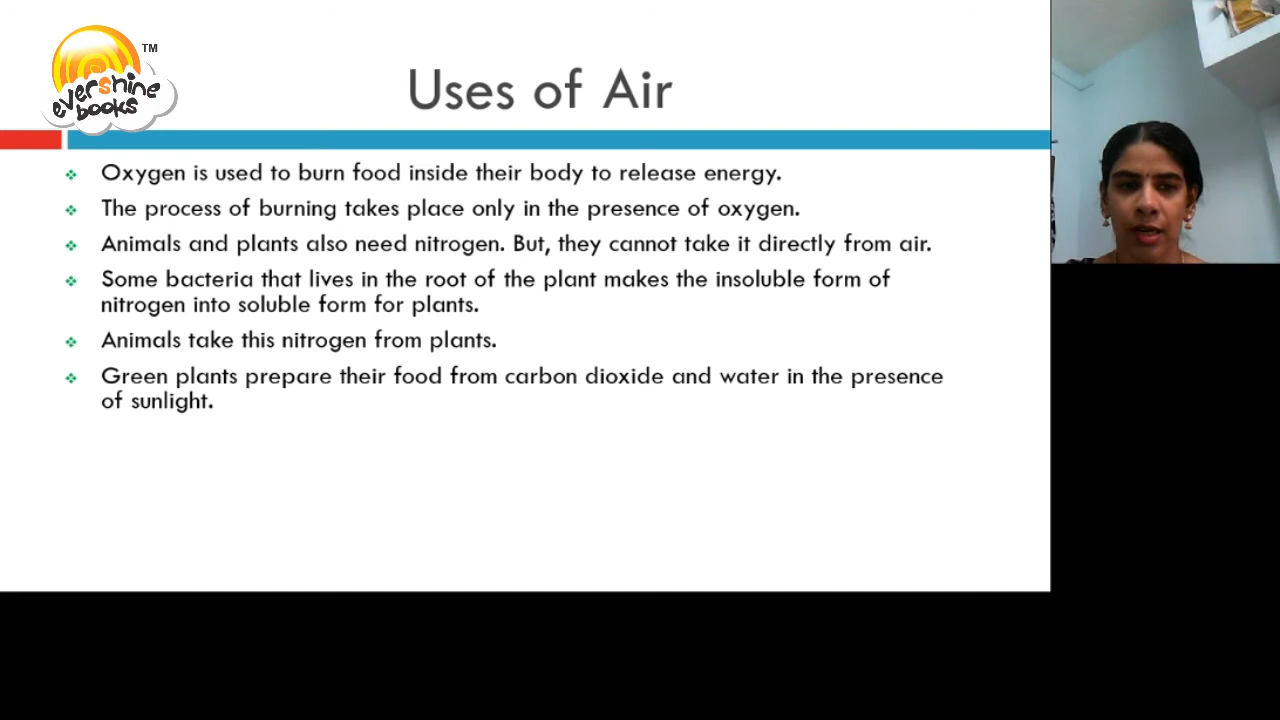 evershine
books
TM
Uses of Air
Oxygen is used to burn food inside their body to release energy.
The process of burning takes place only in the presence of oxygen.
Animals and plants also need nitrogen. But, they cannot take it directly from air.
Some bacteria that lives in the root of the plant makes the insoluble form of
nitrogen into soluble form for plants.
Animals take this nitrogen from plants.
Green plants prepare their food from carbon dioxide and water in the presence
of sunlight.